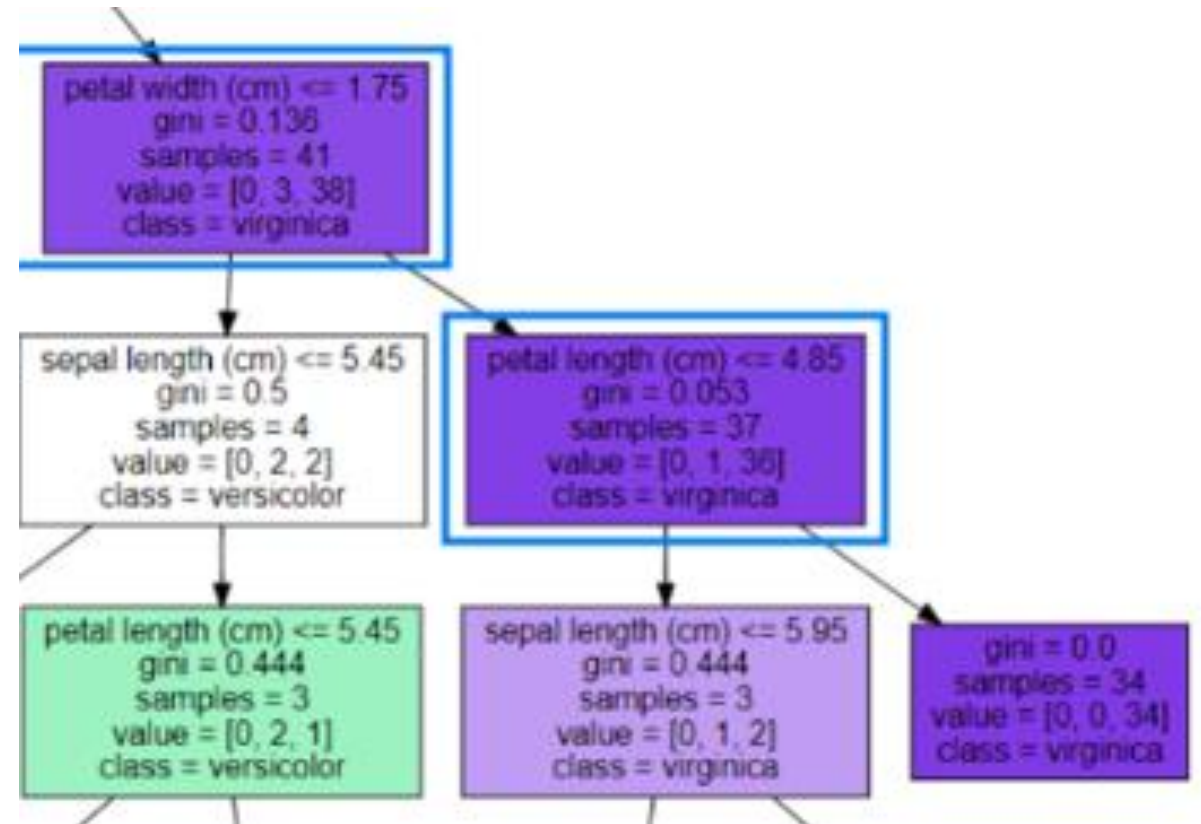 petal width (cm) <= 1.75
gini = 0.136
samples = 41
value = [0, 3, 38]
class = virginica
sepal length (cm) <= 5.45
gini = 0.5
samples = 4
value = [0, 2, 2]
class = versicolor
petal length (cm) <= 4.85
gini = 0.053
samples = 37
value = [0, 1, 36]
class = virginica
petal length (cm) <= 5.45
gini = 0.444
samples = 3
value = [0, 2, 1]
class = versicolor
sepal length (cm) <= 5.95
gini = 0.444
samples = 3
value = [0, 1, 2]
class = virginica
gini = 0.0
samples = 34
value = [0, 0, 34]
class = virginica